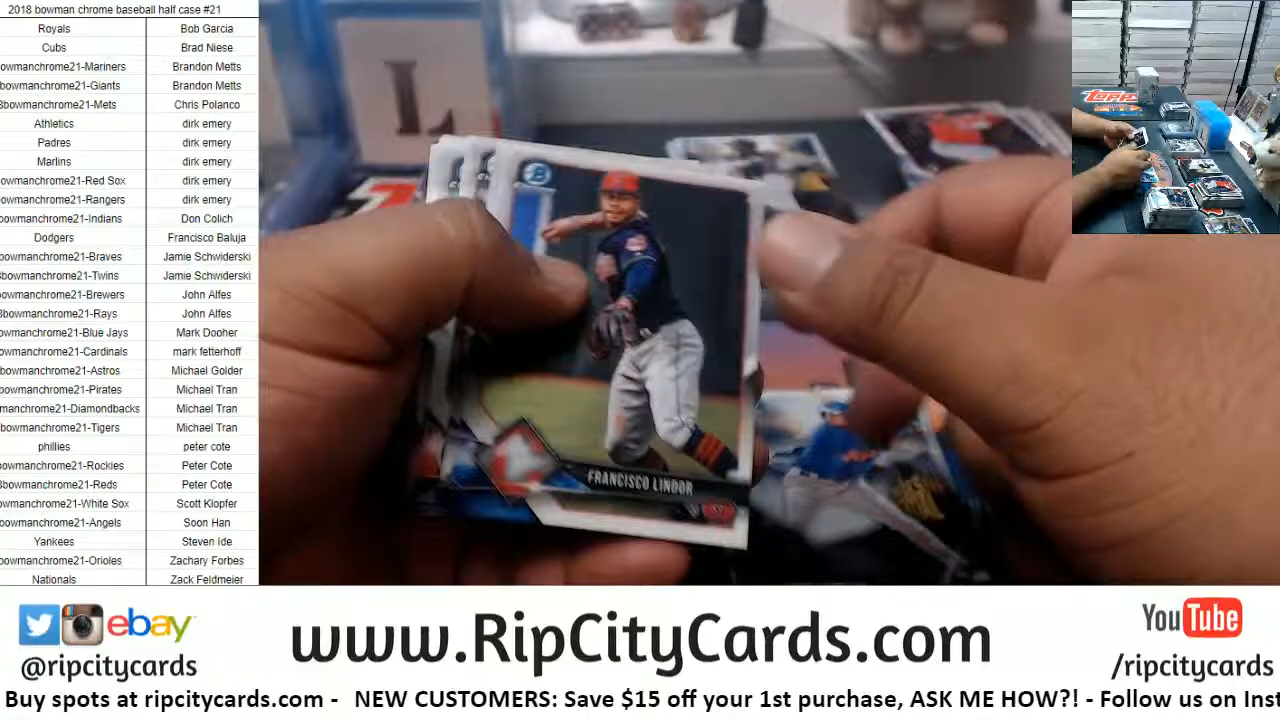 2018 bowman chrome baseball half case #21
Royals Bob Garcia
Cubs Brad Niese
owmanchrome21-Mariners Brandon Metts
owmanchrome21-Giants Brandon Metts
8bowmanchrome21-Mets Chris Polanco
Athletics dirk emery
Padres dirk emery
Marlins dirk emery
owmanchrome21-Red Sox dirk emery
owmanchrome21-Rangers dirk emery
owmanchrome21-Indians Don Colich
Dodgers Francisco Baluja
bowmanchrome21-Braves Jamie Schwiderski
8bowmanchrome21-Twins Jamie Schwiderski
owmanchrome21-Brewers John Alfes
8bowmanchrome21-Rays John Alfes
wmanchrome21-Blue Jays Mark Dooher
wmanchrome21-Cardinals mark fetterhoff
bowmanchrome21-Astros Michael Golder
owmanchrome21-Pirates Michael Tran
manchrome21-Diamondbacks Michael Tran
bowmanchrome21-Tigers Michael Tran
phillies peter cote
owmanchrome21-Rockies Peter Cote
8bowmanchrome21-Reds Peter Cote
owmanchrome21-White Sox Scott Klopfer
owmanchrome21-Angels Soon Han
Yankees Steven Ide
bowmanchrome21-Orioles Zachary Forbes
Nationals Zack Feldmeier
FRANCISCO LINDOR
TOPPS
ebay
@ripcitycards
www.RipCityCards.com
YouTube
/ripcitycards
Buy spots at ripcitycards.com - NEW CUSTOMERS: Save $15 off your 1st purchase, ASK ME HOW?! - Follow us on Inst